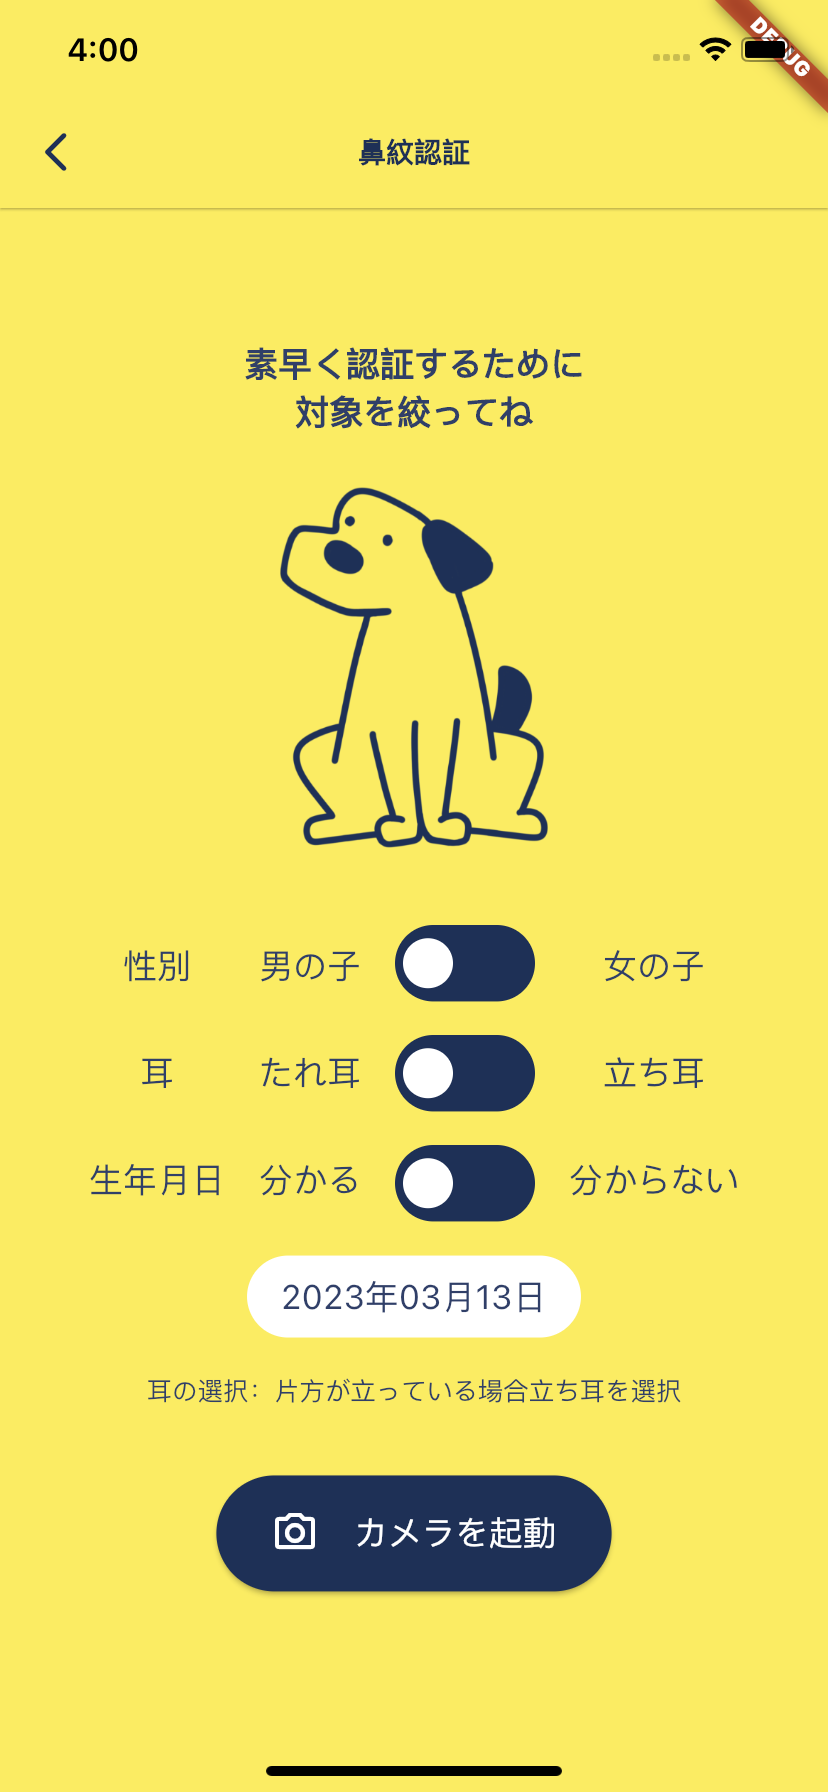 4:00
DEBUG
鼻紋認証
素早く認証するために
対象を絞ってね
性別 男の子 女の子
耳 たれ耳 立ち耳
生年月日 分かる 分からない
2023年03月13日
耳の選択：片方が立っている場合立ち耳を選択
カメラを起動